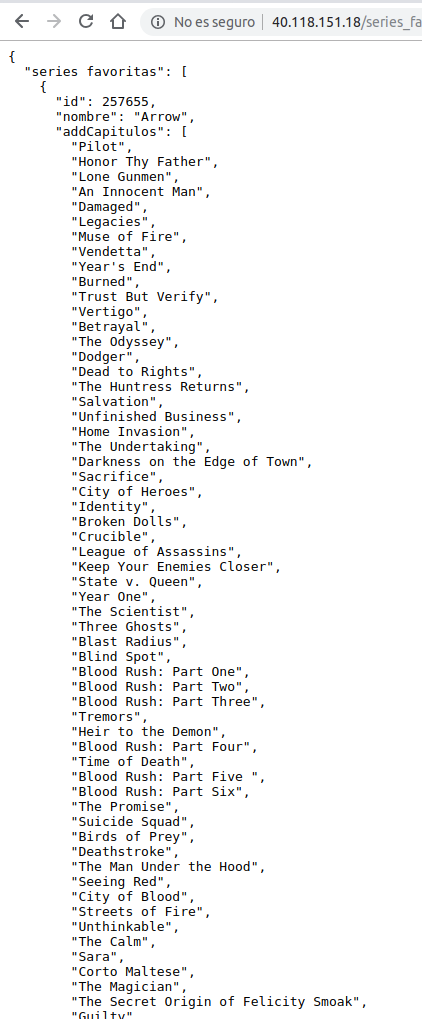 No es seguro | 40.118.151.18/series_fa
{
  "series favoritas": [
    {
      "id": 257655,
      "nombre": "Arrow",
      "addCapitulos": [
        "Pilot",
        "Honor Thy Father",
        "Lone Gunmen",
        "An Innocent Man",
        "Damaged",
        "Legacies",
        "Muse of Fire",
        "Vendetta",
        "Year's End",
        "Burned",
        "Trust But Verify",
        "Vertigo",
        "Betrayal",
        "The Odyssey",
        "Dodger",
        "Dead to Rights",
        "The Huntress Returns",
        "Salvation",
        "Unfinished Business",
        "Home Invasion",
        "The Undertaking",
        "Darkness on the Edge of Town",
        "Sacrifice",
        "City of Heroes",
        "Identity",
        "Broken Dolls",
        "Crucible",
        "League of Assassins",
        "Keep Your Enemies Closer",
        "State v. Queen",
        "Year One",
        "The Scientist",
        "Three Ghosts",
        "Blast Radius",
        "Blind Spot",
        "Blood Rush: Part One",
        "Blood Rush: Part Two",
        "Blood Rush: Part Three",
        "Tremors",
        "Heir to the Demon",
        "Blood Rush: Part Four",
        "Time of Death",
        "Blood Rush: Part Five ",
        "Blood Rush: Part Six",
        "The Promise",
        "Suicide Squad",
        "Birds of Prey",
        "Deathstroke",
        "The Man Under the Hood",
        "Seeing Red",
        "City of Blood",
        "Streets of Fire",
        "Unthinkable",
        "The Calm",
        "Sara",
        "Corto Maltese",
        "The Magician",
        "The Secret Origin of Felicity Smoak",
        "Guilty"